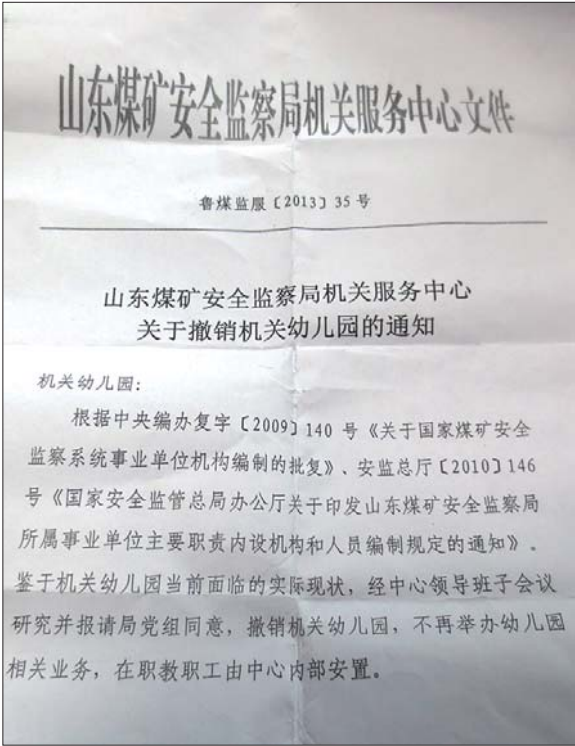 山东煤矿安全监察局机关服务中心文件
鲁煤监服〔2013〕35 号
山东煤矿安全监察局机关服务中心
关于撤销机关幼儿园的通知
机关幼儿园：
根据中央编办复字〔2009〕140 号《关于国家煤矿安全
监察系统事业单位机构编制的批复》、安监总厅〔2010〕146
号《国家安全监管总局办公厅关于印发山东煤矿安全监察局
所属事业单位主要职责内设机构和人员编制规定的通知》。
鉴于机关幼儿园当前面临的实际现状，经中心领导班子会议
研究并报请局党组同意，撤销机关幼儿园，不再举办幼儿园
相关业务，在职教职工由中心内部安置。